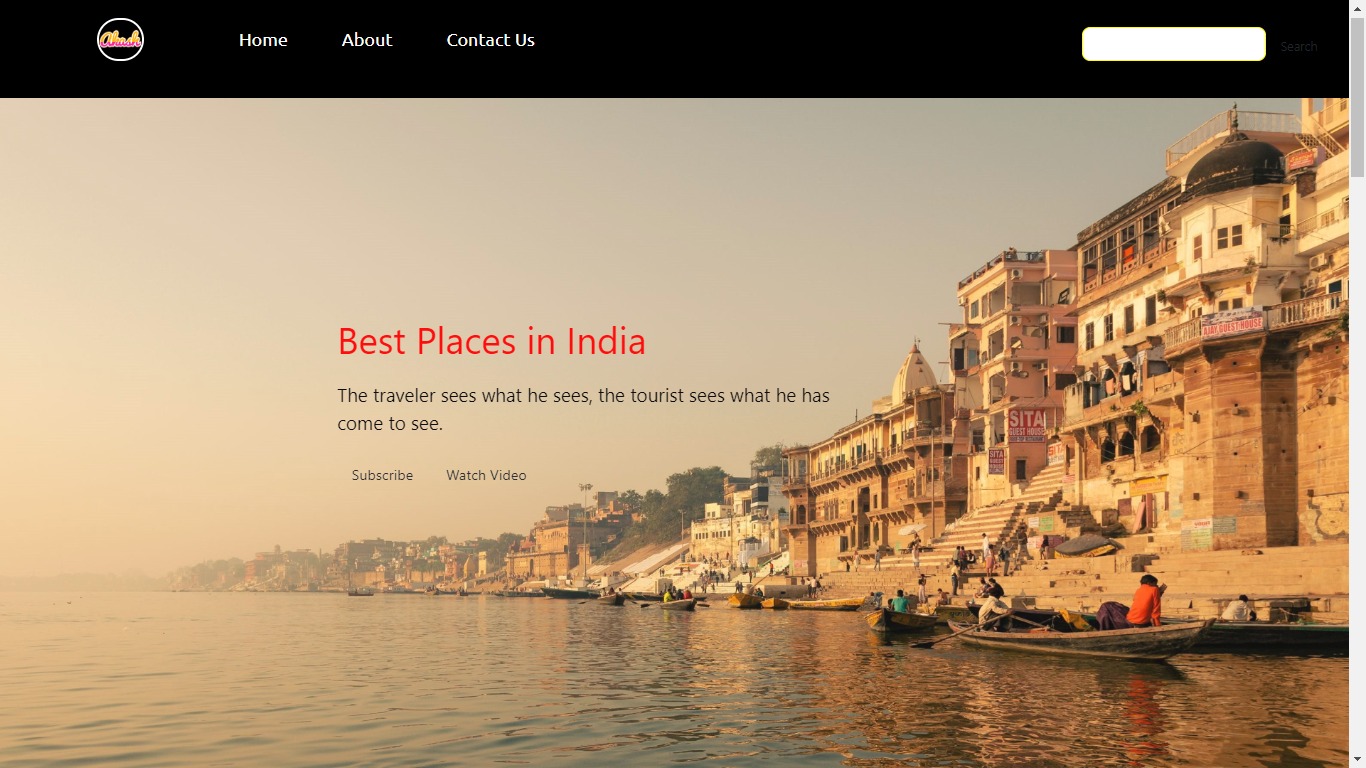 Akash
Home
About
Contact Us
Search
Best Places in India
The traveler sees what he sees, the tourist sees what he has
come to see.
Subscribe
Watch Video
AJAY GUEST HOUSE
SITA
GUEST HOUSE
SITA